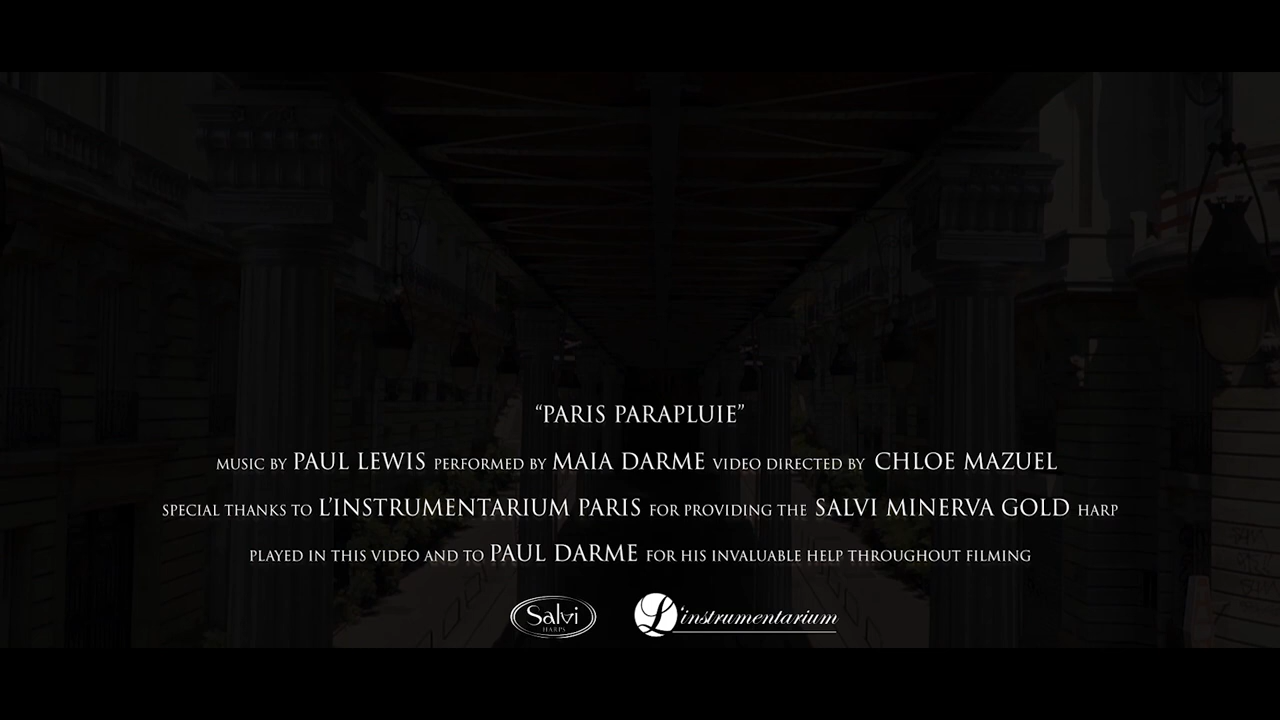 “PARIS PARAPLUIE”
MUSIC BY PAUL LEWIS PERFORMED BY MAIA DARME VIDEO DIRECTED BY CHLOE MAZUEL
SPECIAL THANKS TO L’INSTRUMENTARIUM PARIS FOR PROVIDING THE SALVI MINERVA GOLD HARP
PLAYED IN THIS VIDEO AND TO PAUL DARME FOR HIS INVALUABLE HELP THROUGHOUT FILMING
Salvi
HARPS
L'instrumentarium